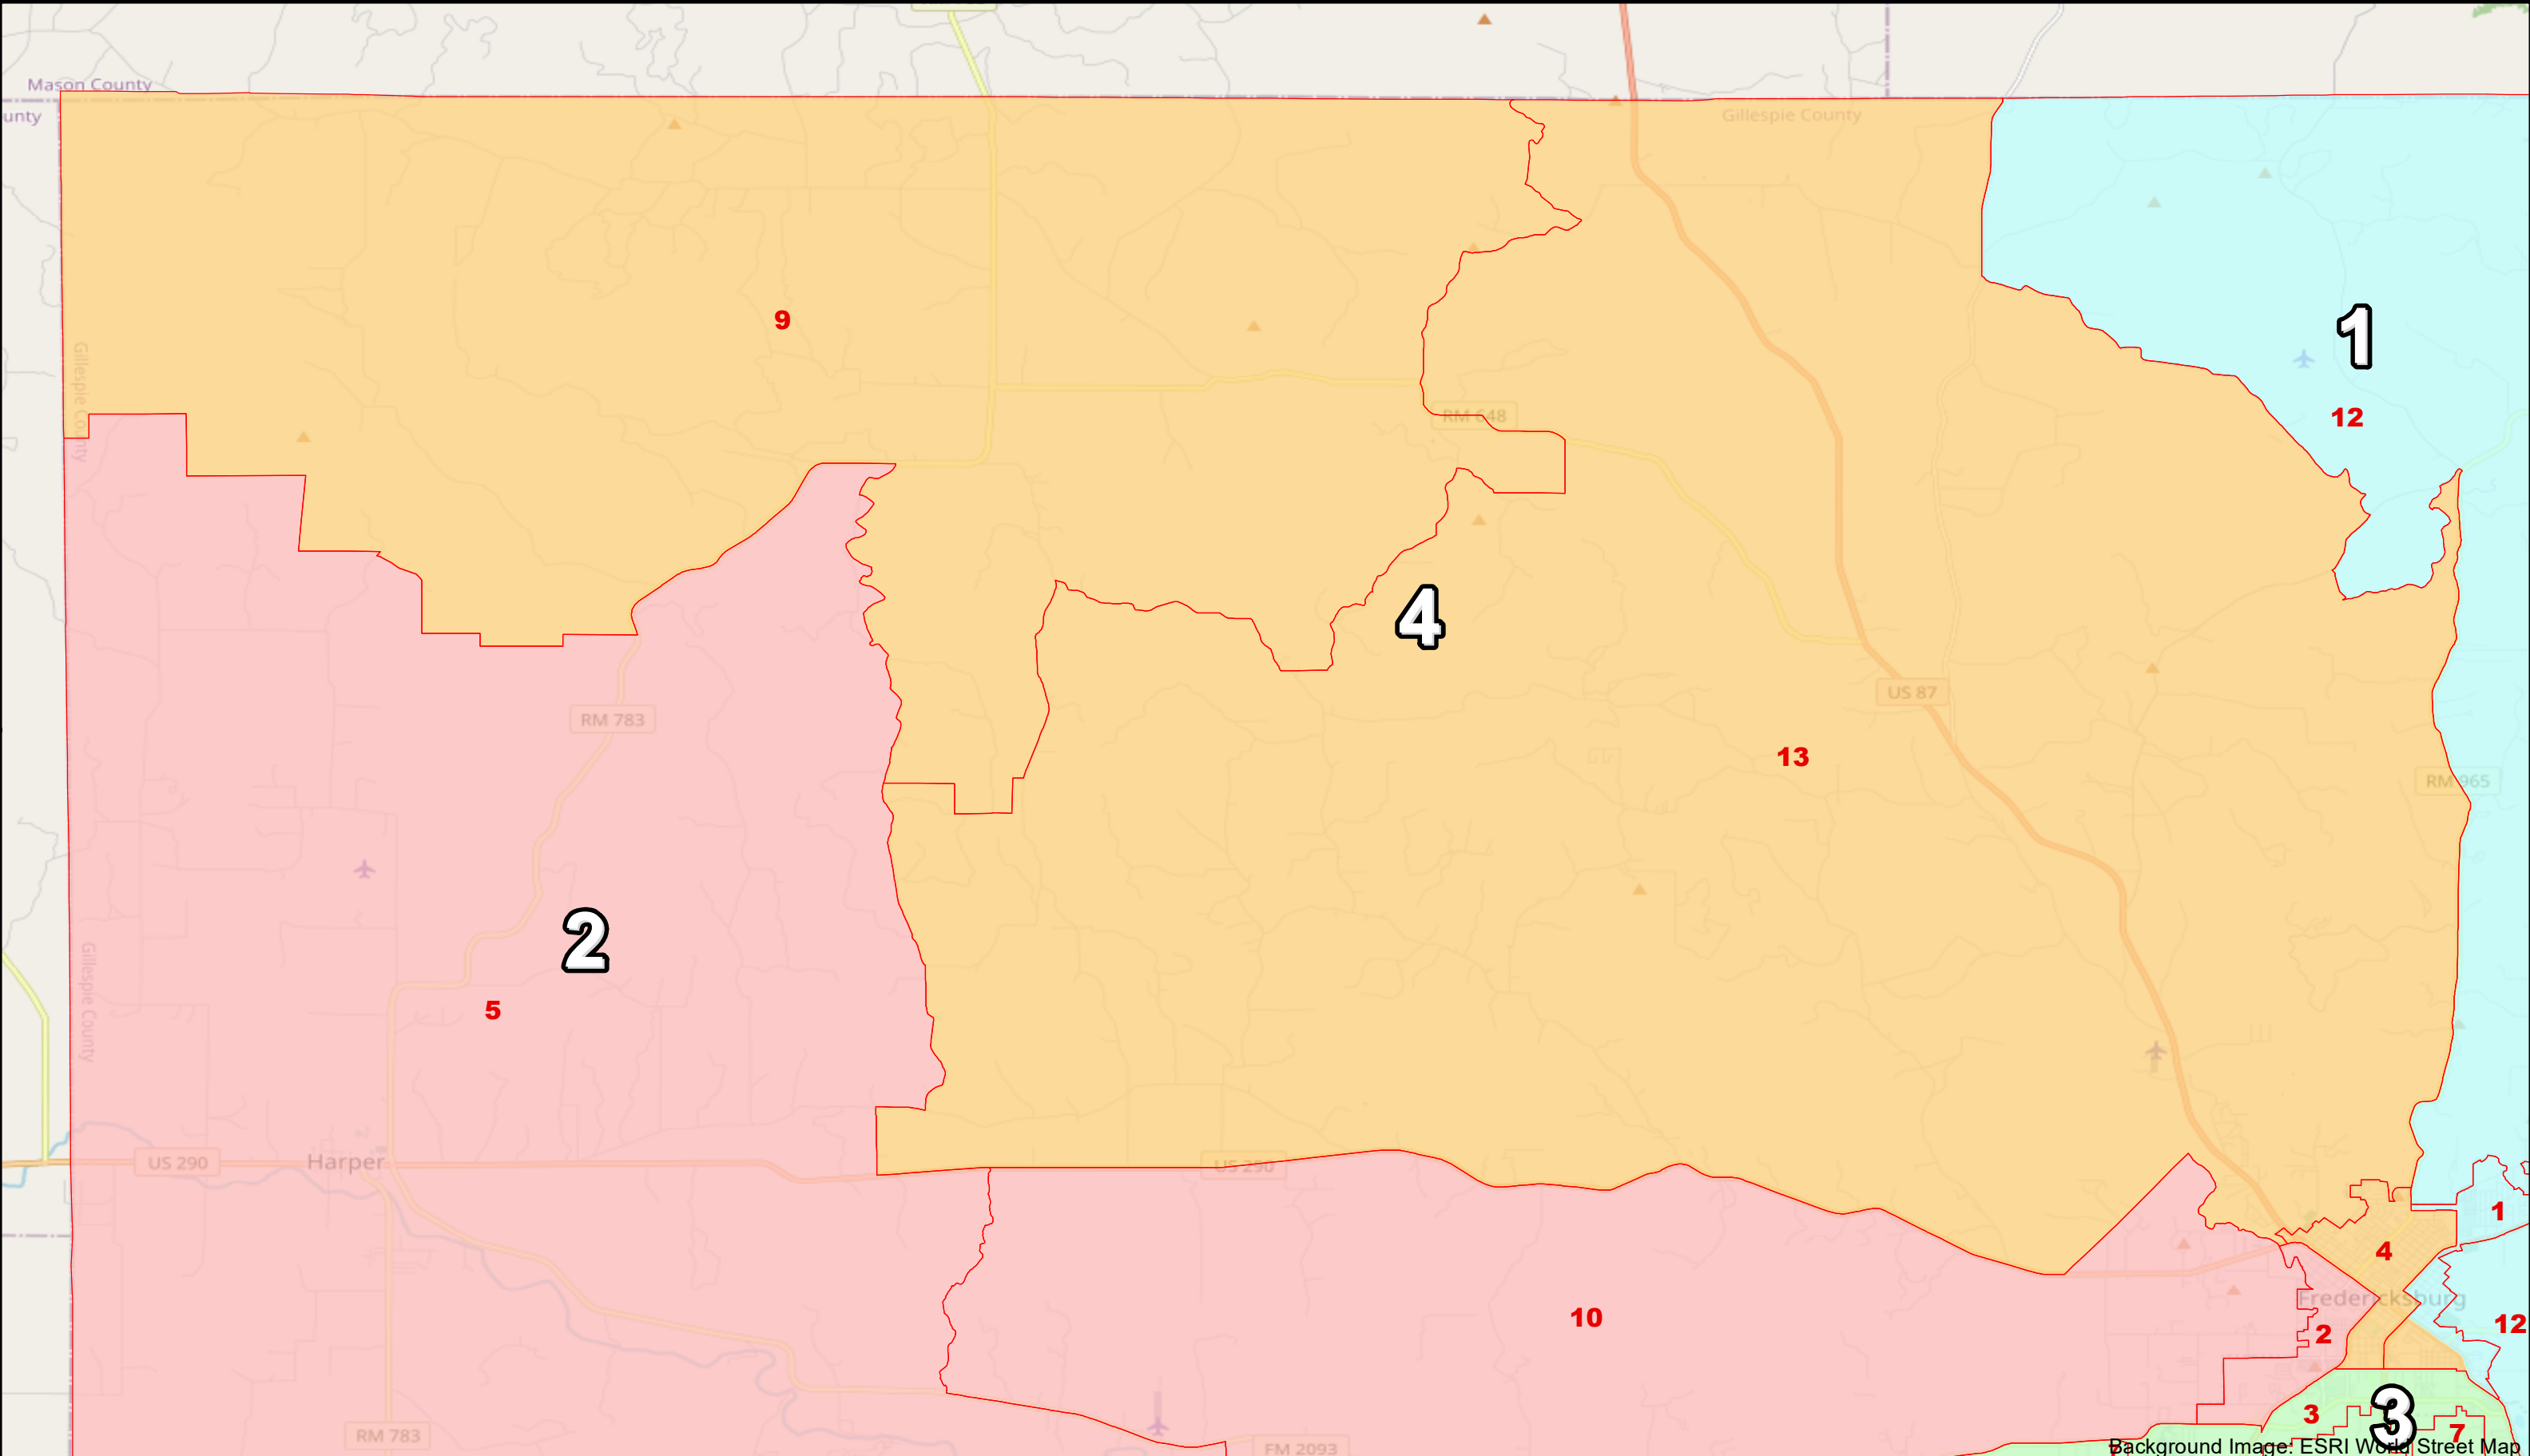 Mason County
unty
Gillespie County
1
9
Gillespie County
12
RM 648
4
US 87
RM 783
13
RM 965
2
5
Gillespie County
US 290
Harper
US 290
1
4
Fredericksburg
10
2
12
3
3
7
RM 783
FM 2093
Background Image: ESRI World Street Map